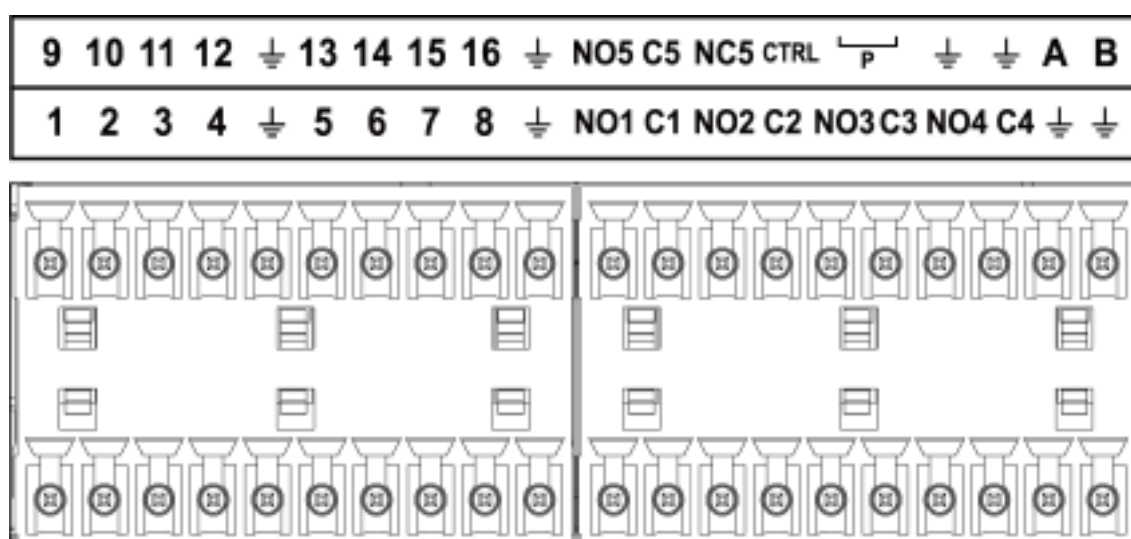 9 10 11 12 ⏚ 13 14 15 16 ⏚ NO5 C5 NC5 CTRL P ⏚ ⏚ A B
1 2 3 4 ⏚ 5 6 7 8 ⏚ NO1 C1 NO2 C2 NO3 C3 NO4 C4 ⏚ ⏚